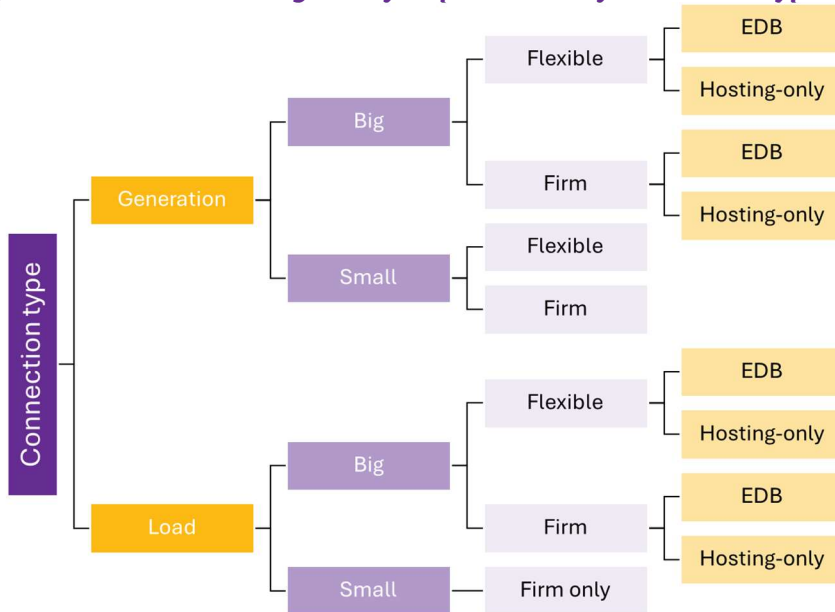 EDB
Flexible
Hosting-only
Big
EDB
Firm
Hosting-only
Generation
Flexible
Small
Firm
Connection type
EDB
Flexible
Hosting-only
Big
EDB
Firm
Hosting-only
Load
Small
Firm only